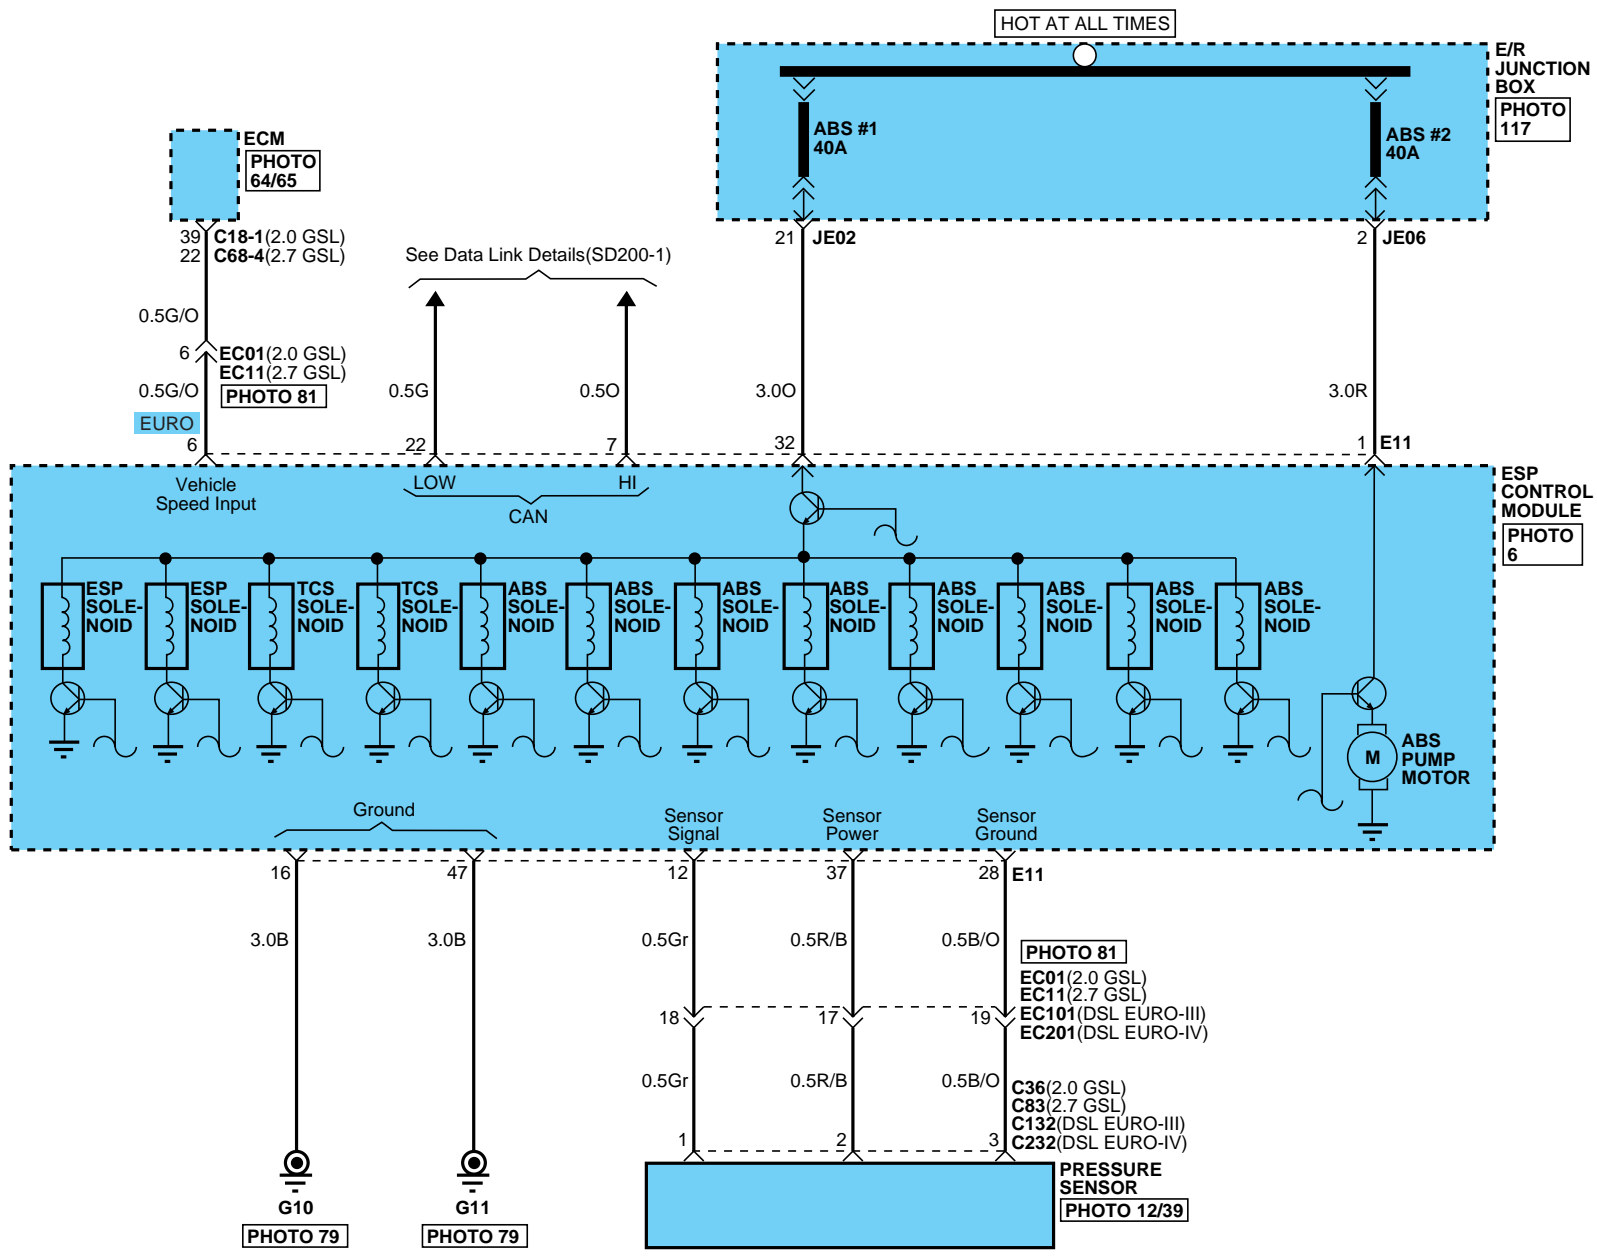 HOT AT ALL TIMES
E/R
JUNCTION
BOX
PHOTO
117
ABS #1
40A
ABS #2
40A
ECM
PHOTO
64/65
39 C18-1(2.0 GSL)
22 C68-4(2.7 GSL)
21 JE02
2 JE06
See Data Link Details(SD200-1)
0.5G/O
6 EC01(2.0 GSL)
EC11(2.7 GSL)
PHOTO 81
0.5G/O
0.5G
0.5O
3.0O
3.0R
EURO
6
22
7
32
1 E11
Vehicle
Speed Input
LOW
HI
CAN
ESP
CONTROL
MODULE
PHOTO
6
ESP
SOLE-
NOID
ESP
SOLE-
NOID
TCS
SOLE-
NOID
TCS
SOLE-
NOID
ABS
SOLE-
NOID
ABS
SOLE-
NOID
ABS
SOLE-
NOID
ABS
SOLE-
NOID
ABS
SOLE-
NOID
ABS
SOLE-
NOID
ABS
SOLE-
NOID
ABS
SOLE-
NOID
M
ABS
PUMP
MOTOR
Ground
Sensor
Signal
Sensor
Power
Sensor
Ground
16
47
12
37
28 E11
3.0B
3.0B
0.5Gr
0.5R/B
0.5B/O
PHOTO 81
EC01(2.0 GSL)
EC11(2.7 GSL)
EC101(DSL EURO-III)
EC201(DSL EURO-IV)
18
17
19
0.5Gr
0.5R/B
0.5B/O
C36(2.0 GSL)
C83(2.7 GSL)
C132(DSL EURO-III)
C232(DSL EURO-IV)
1
2
3
PRESSURE
SENSOR
PHOTO 12/39
G10
PHOTO 79
G11
PHOTO 79